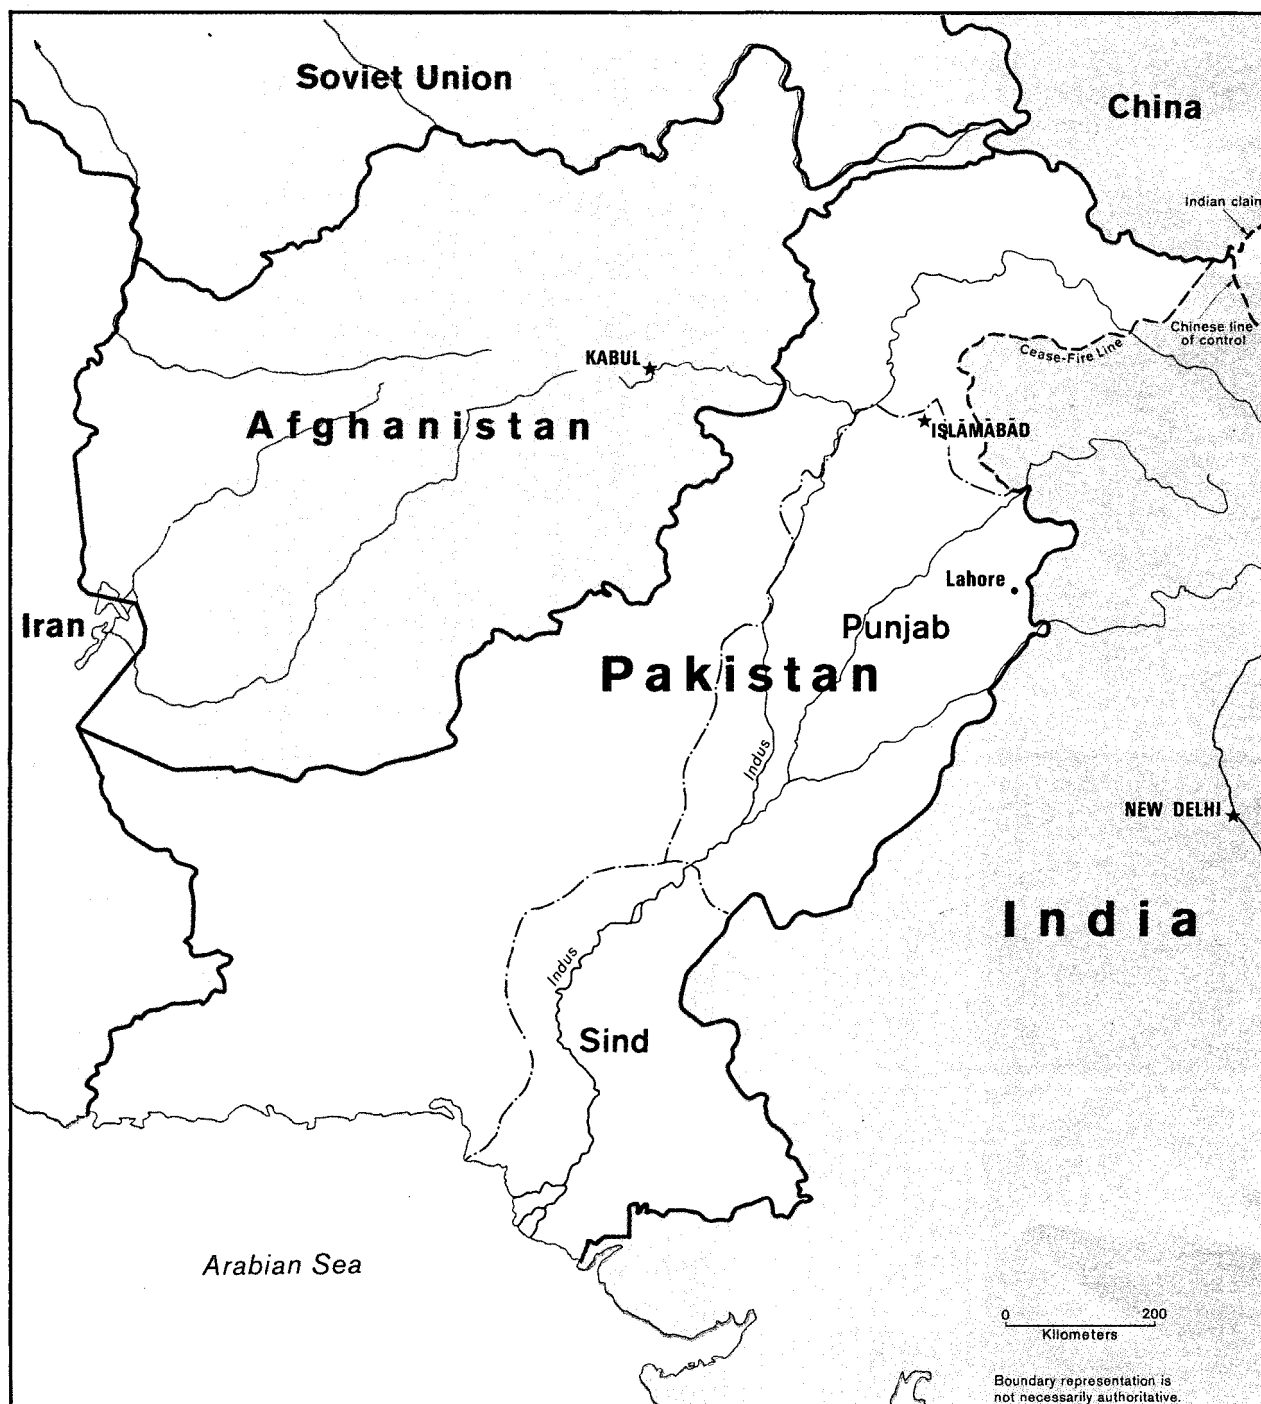 Soviet Union
China
Indian claim
Chinese line
of control
Cease-Fire Line
KABUL
Afghanistan
ISLĀMĀBĀD
Lahore
Iran
Punjab
Pakistan
Indus
NEW DELHI
India
Indus
Sind
Arabian Sea
0 200
Kilometers
Boundary representation is
not necessarily authoritative.